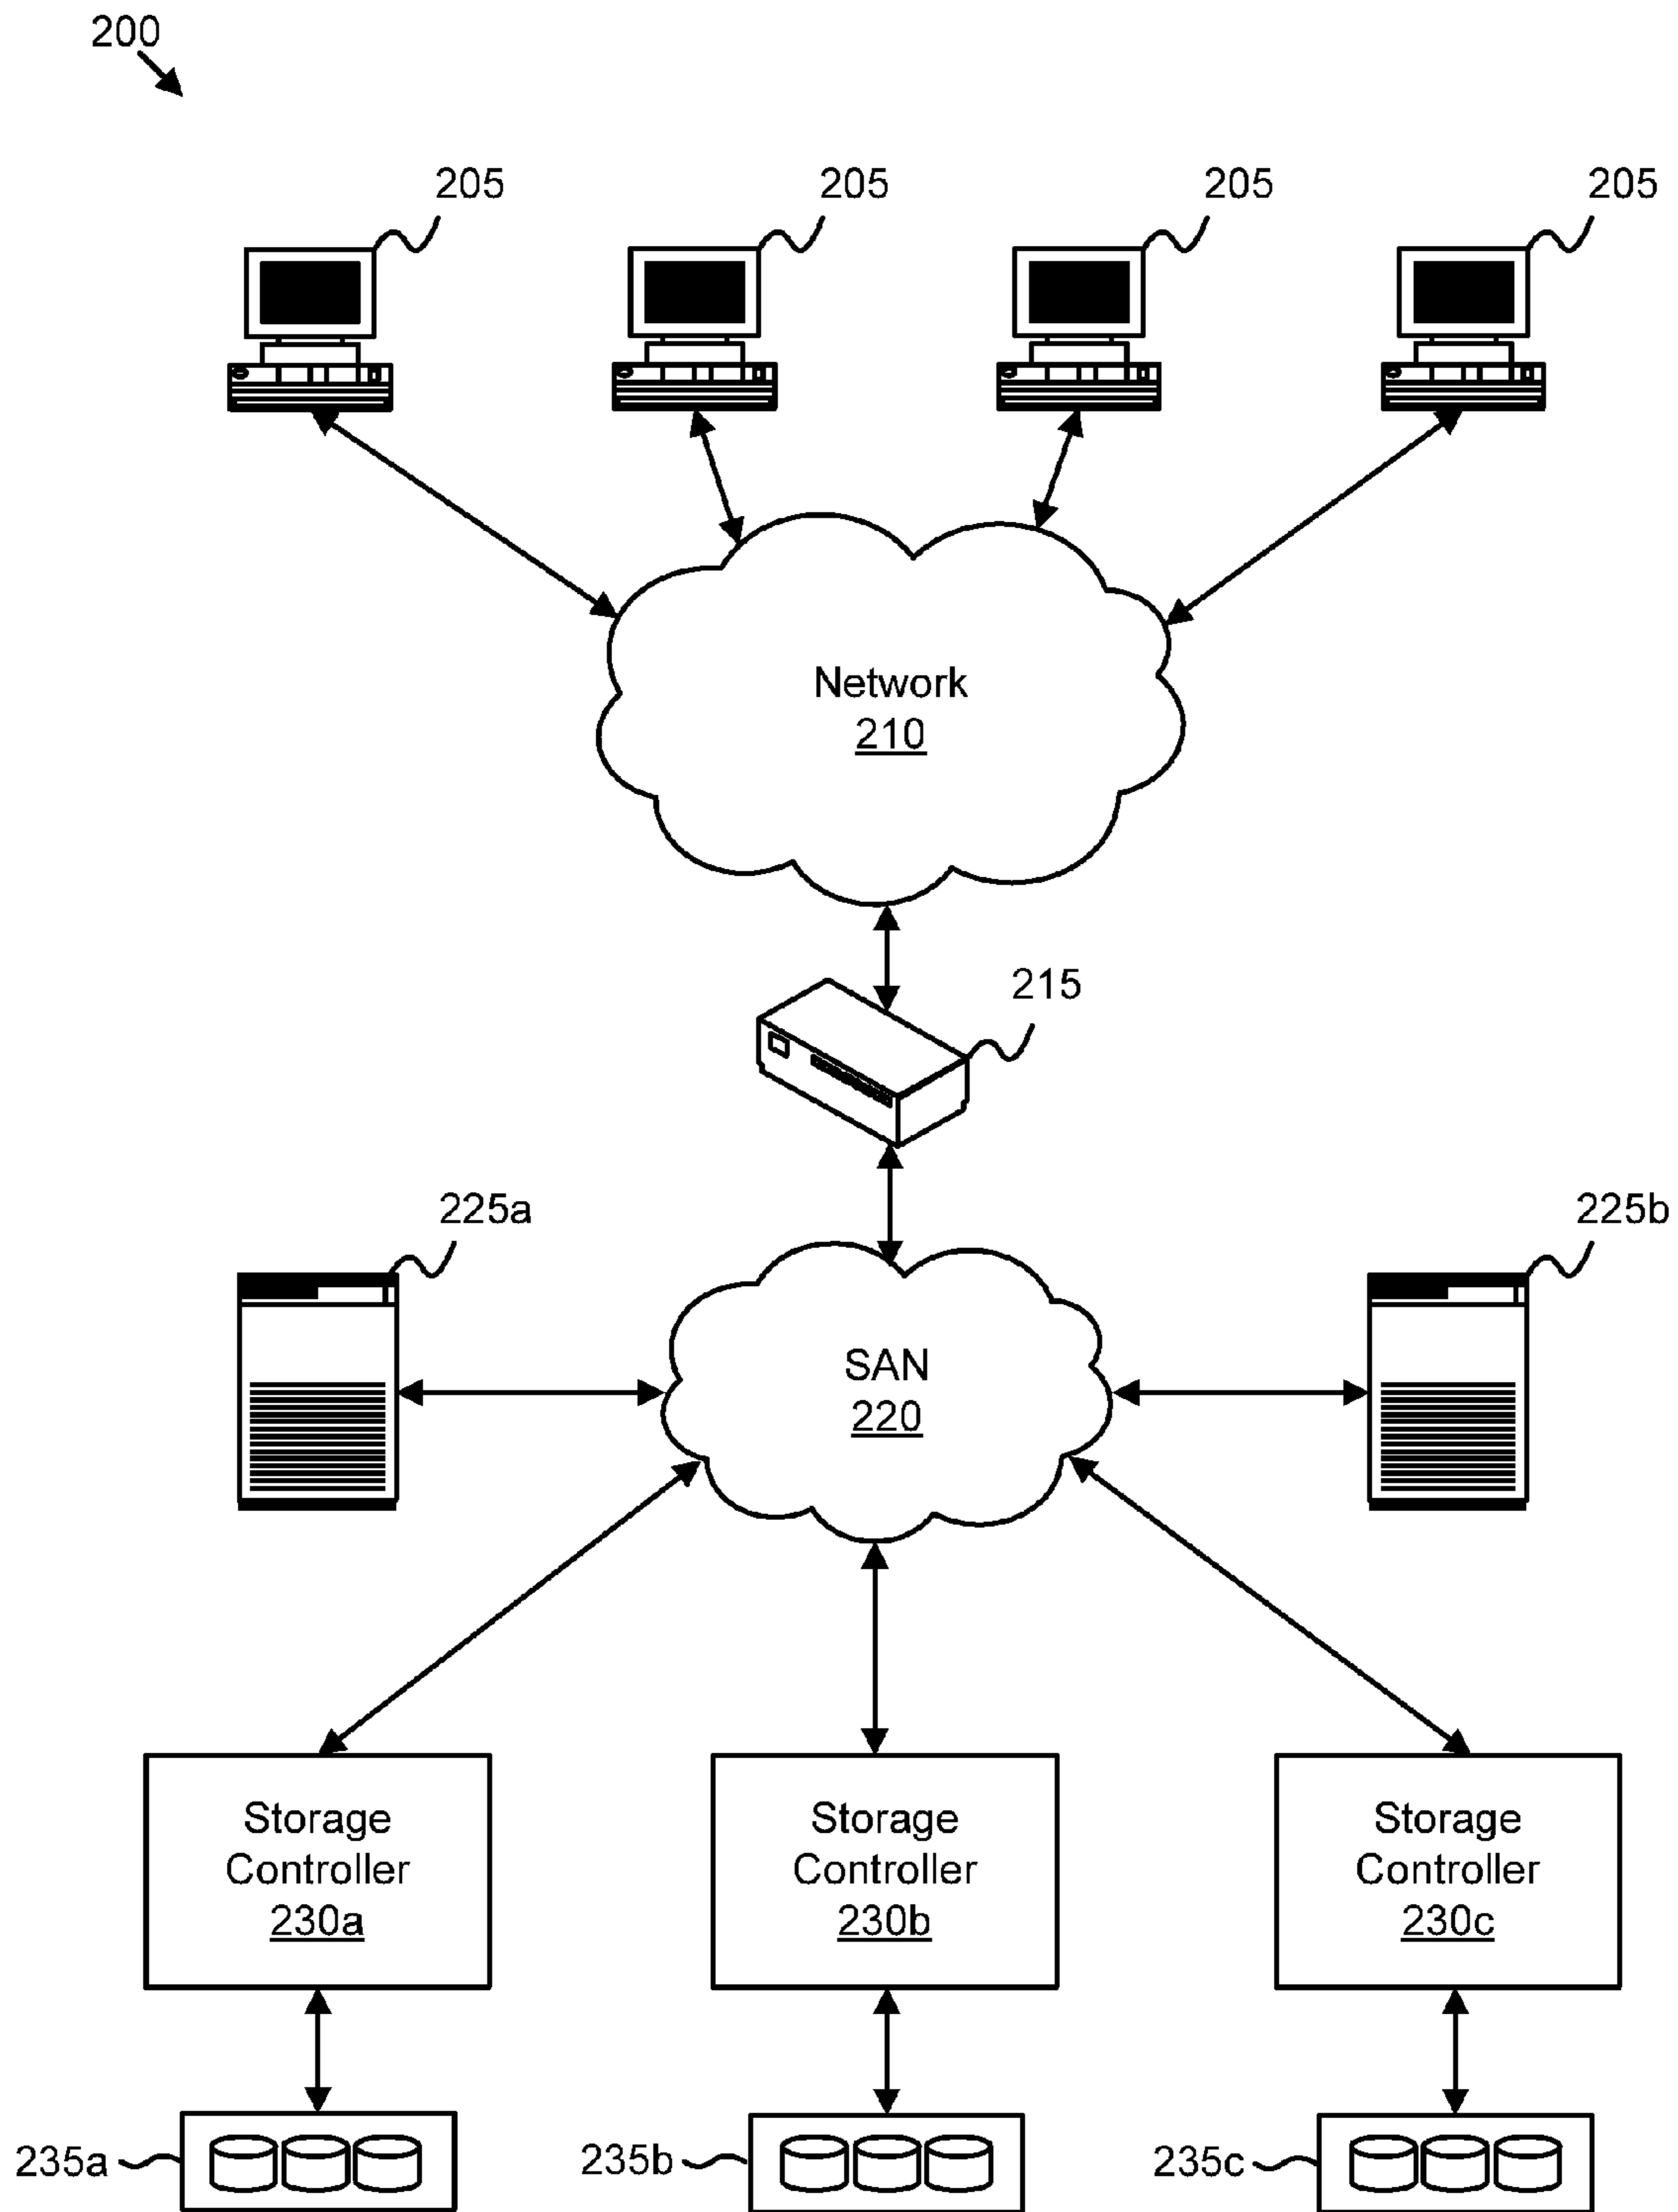 200
205
205
205
205
Network
210
215
225a
225b
SAN
220
Storage
Controller
230a
Storage
Controller
230b
Storage
Controller
230c
235a
235b
235c